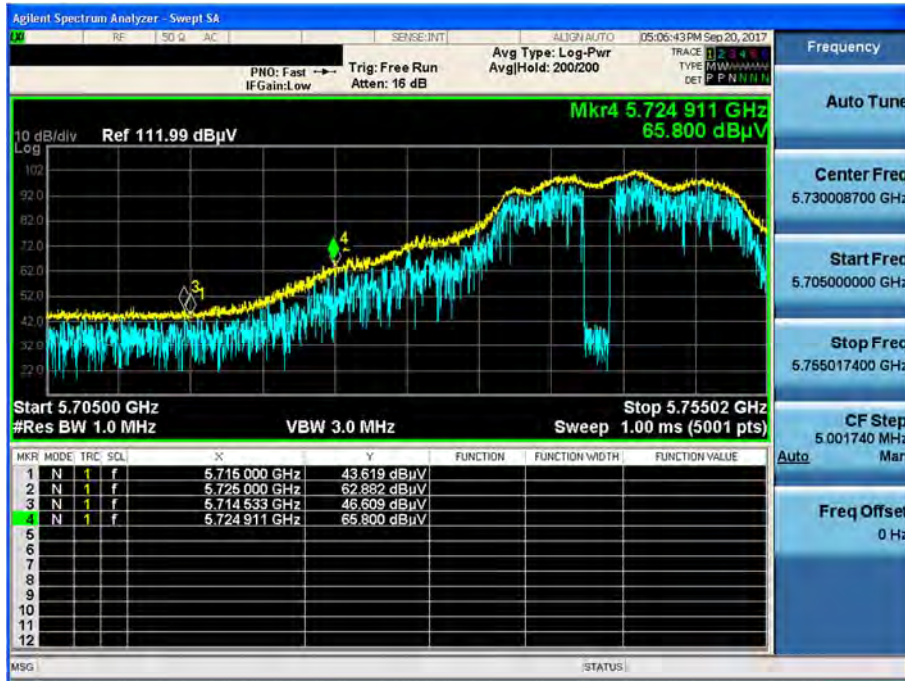 Agilent Spectrum Analyzer - Swept SA
RF 50 Ω AC SENSE:INT ALIGN AUTO 05:06:43 PM Sep 20, 2017
PNO: Fast Trig: Free Run Avg Type: Log-Pwr TRACE 1 2 3 4 5 6
IFGain:Low Atten: 16 dB Avg|Hold: 200/200 TYPE M
DET P P N N N N
Mkr4 5.724 911 GHz
65.800 dBµV
10 dB/div Ref 111.99 dBµV
Log
102
92.0
82.0
72.0
62.0
52.0
42.0
32.0
22.0
4
3
1
Start 5.70500 GHz Stop 5.75502 GHz
#Res BW 1.0 MHz VBW 3.0 MHz Sweep 1.00 ms (5001 pts)
MKR MODE TRC SCL X Y FUNCTION FUNCTION WIDTH FUNCTION VALUE
1 N 1 f 5.715 000 GHz 43.619 dBµV
2 N 1 f 5.725 000 GHz 62.882 dBµV
3 N 1 f 5.714 533 GHz 46.609 dBµV
4 N 1 f 5.724 911 GHz 65.800 dBµV
5
6
7
8
9
10
11
12
MSG STATUS
Frequency
Auto Tune
Center Freq
5.730008700 GHz
Start Freq
5.705000000 GHz
Stop Freq
5.755017400 GHz
CF Step
5.001740 MHz
Auto Man
Freq Offset
0 Hz